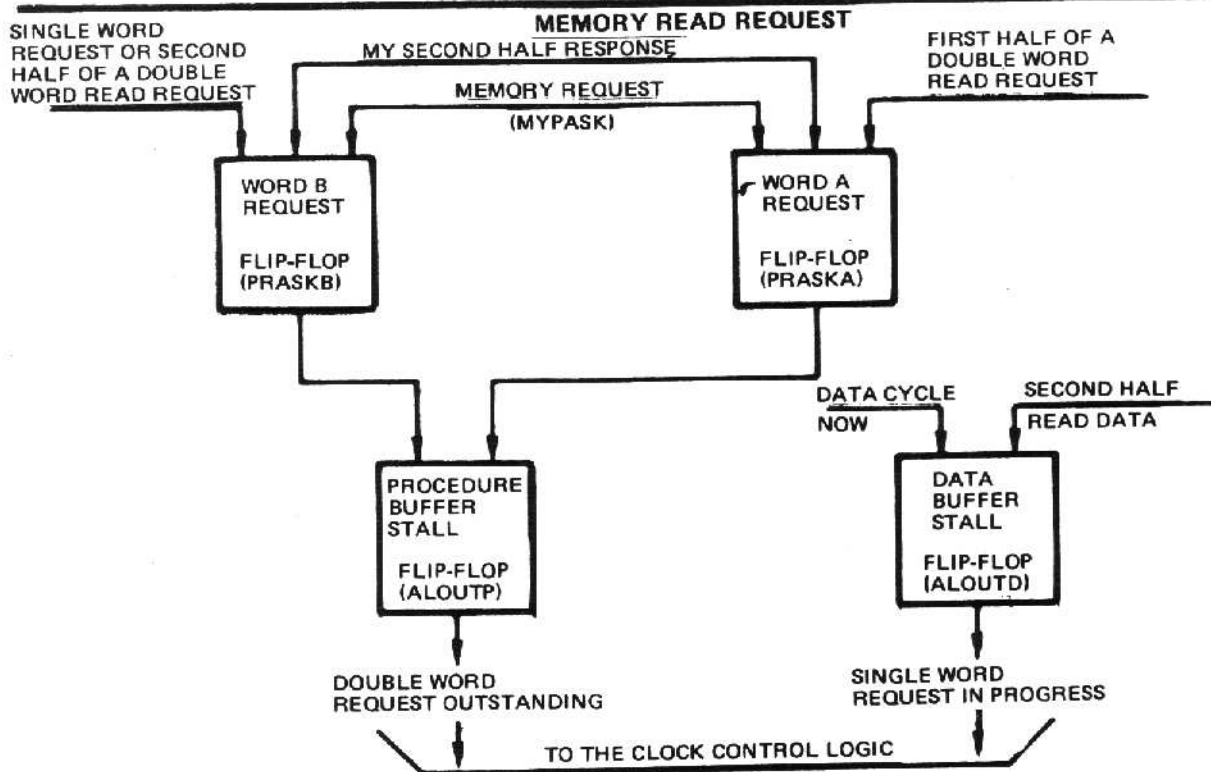 MEMORY READ REQUEST
SINGLE WORD
REQUEST OR SECOND
HALF OF A DOUBLE
WORD READ REQUEST
MY SECOND HALF RESPONSE
MEMORY REQUEST
(MYPASK)
FIRST HALF OF A
DOUBLE WORD
READ REQUEST
WORD B
REQUEST
FLIP-FLOP
(PRASKB)
WORD A
REQUEST
FLIP-FLOP
(PRASKA)
DATA CYCLE
NOW
SECOND HALF
READ DATA
PROCEDURE
BUFFER
STALL
FLIP-FLOP
(ALOUTP)
DATA
BUFFER
STALL
FLIP-FLOP
(ALOUTD)
DOUBLE WORD
REQUEST OUTSTANDING
SINGLE WORD
REQUEST IN PROGRESS
TO THE CLOCK CONTROL LOGIC